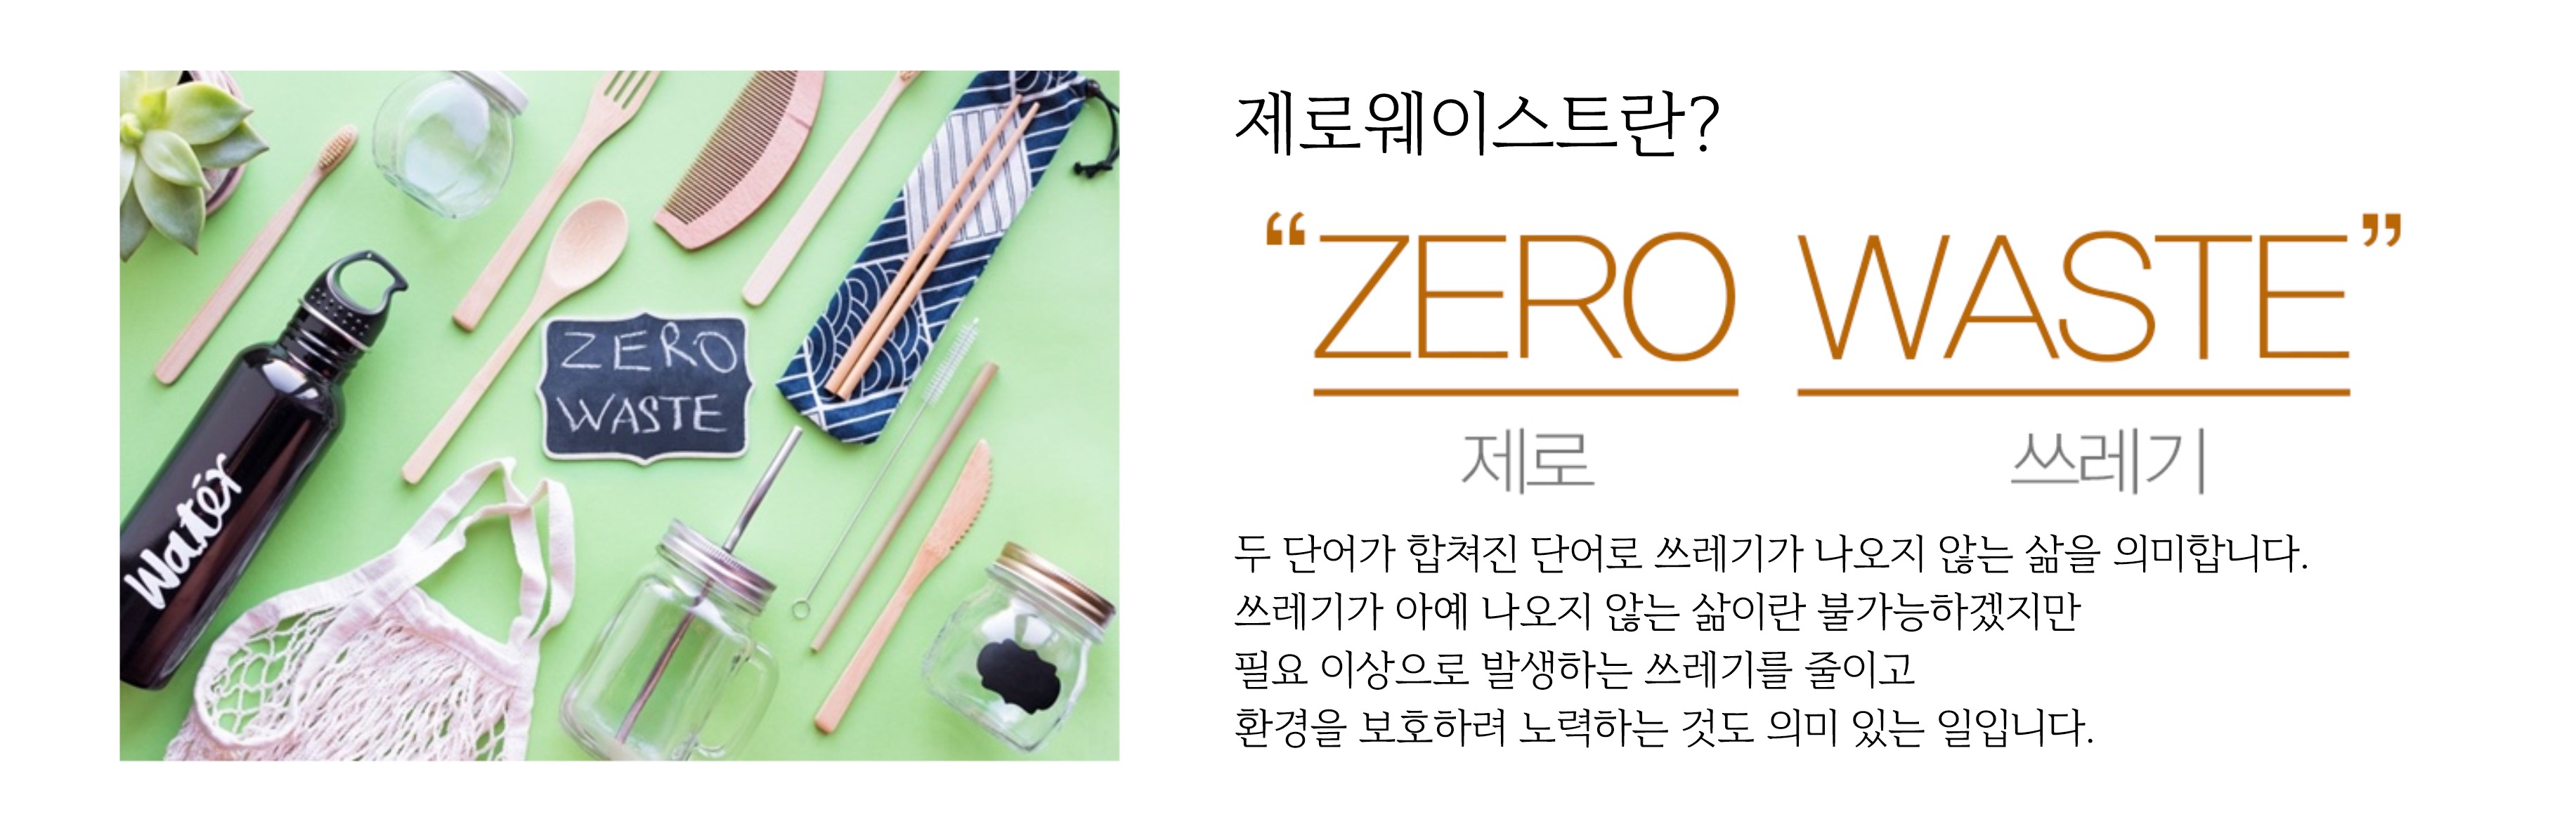 Water
ZERO
WASTE
제로웨이스트란?
“ZERO WASTE”
제로 쓰레기
두 단어가 합쳐진 단어로 쓰레기가 나오지 않는 삶을 의미합니다.
쓰레기가 아예 나오지 않는 삶이란 불가능하겠지만
필요 이상으로 발생하는 쓰레기를 줄이고
환경을 보호하려 노력하는 것도 의미 있는 일입니다.